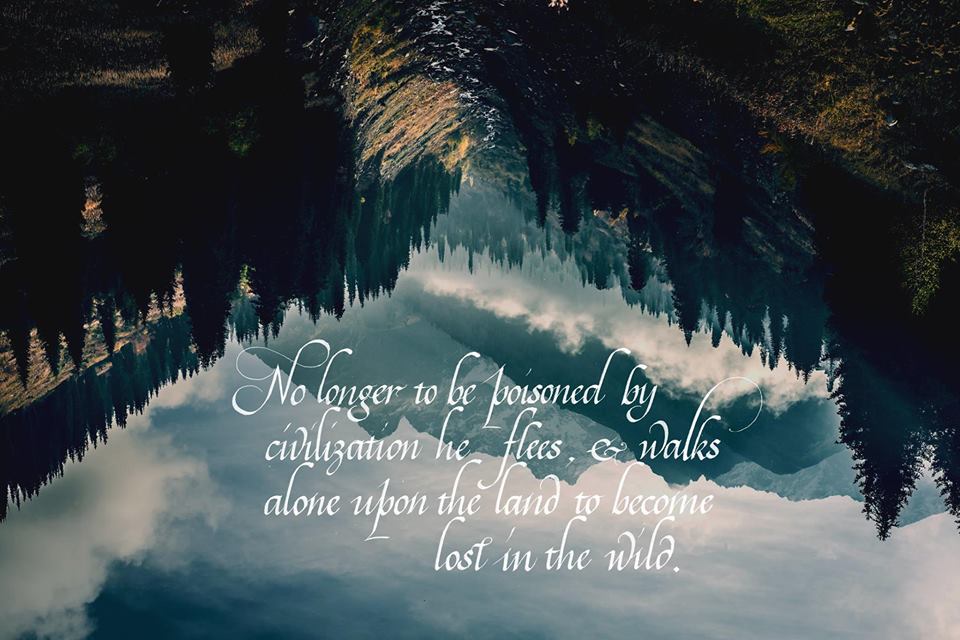 No longer to be poisoned by
civilization he flees, & walks
alone upon the land to become
lost in the wild.